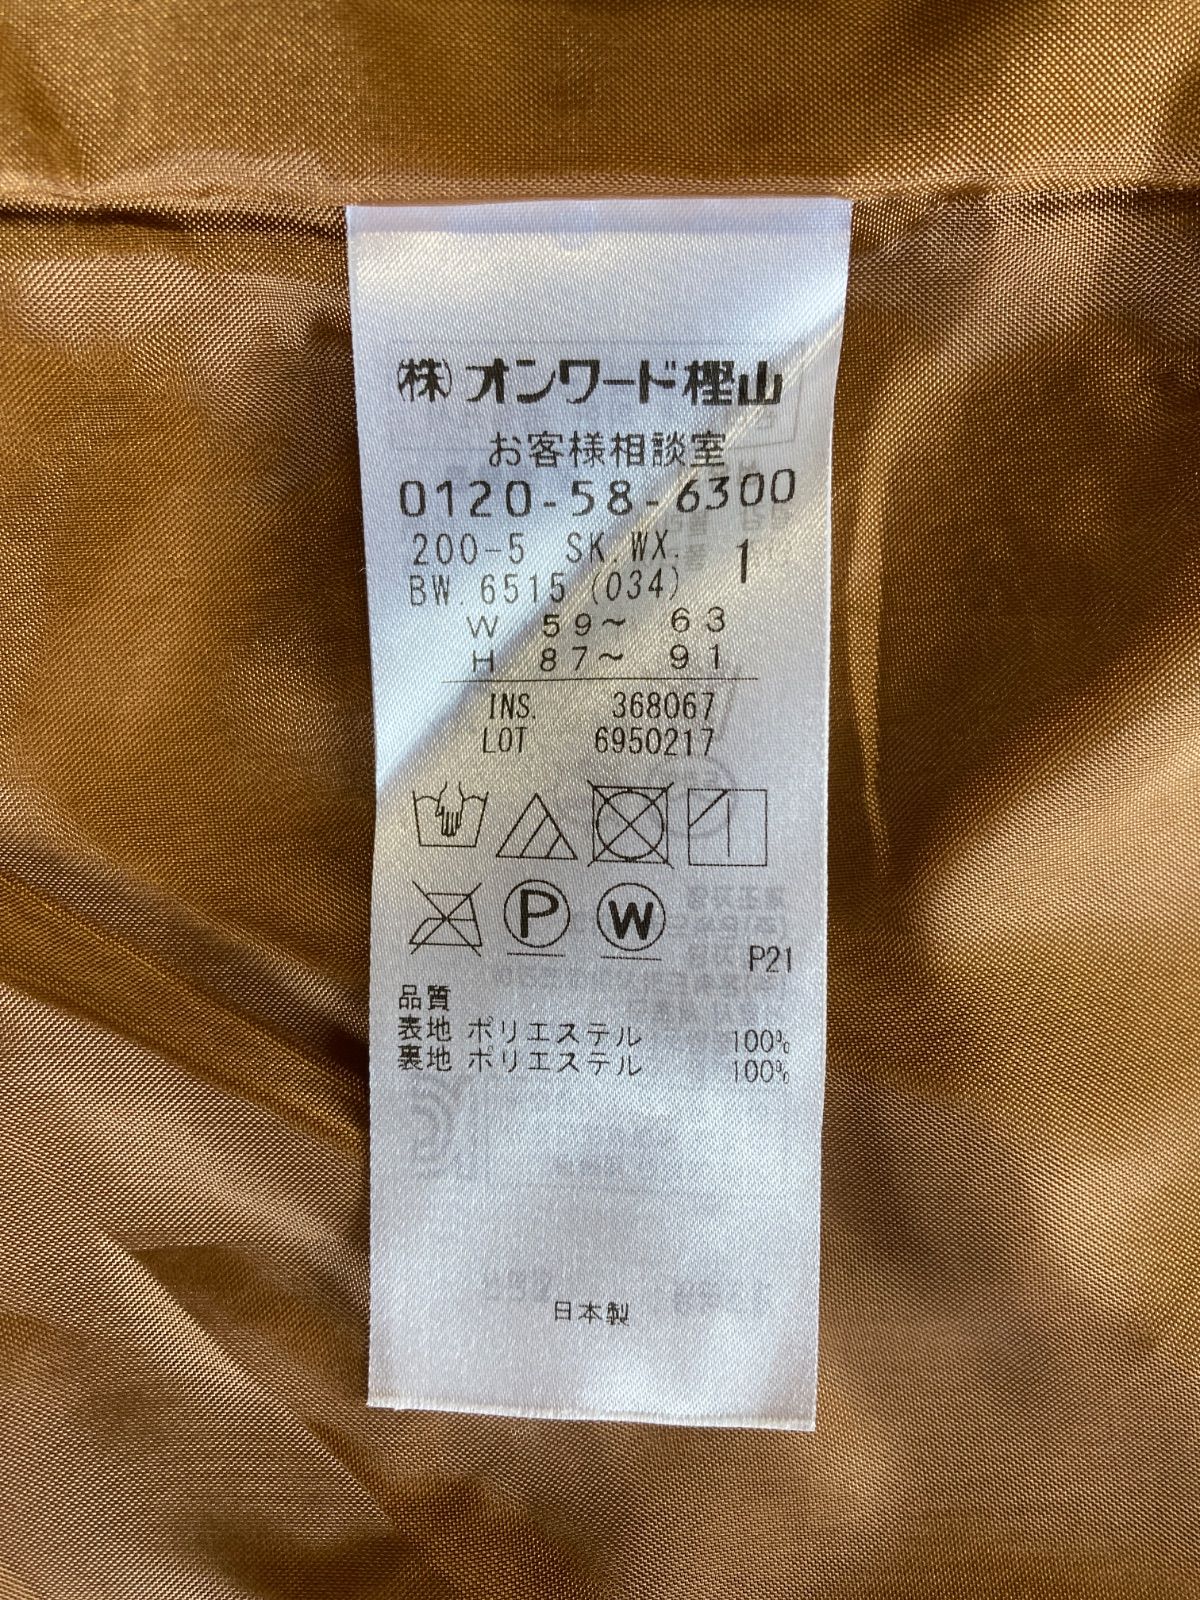 (株)オンワード樫山
お客様相談室
0120-58-6300
200-5 SK.WX. 1
BW.6515(034)
W 59~ 63
H 87~ 91
INS. 368067
LOT 6950217
P W
P21
品質
表地 ポリエステル 100%
裏地 ポリエステル 100%
日本製